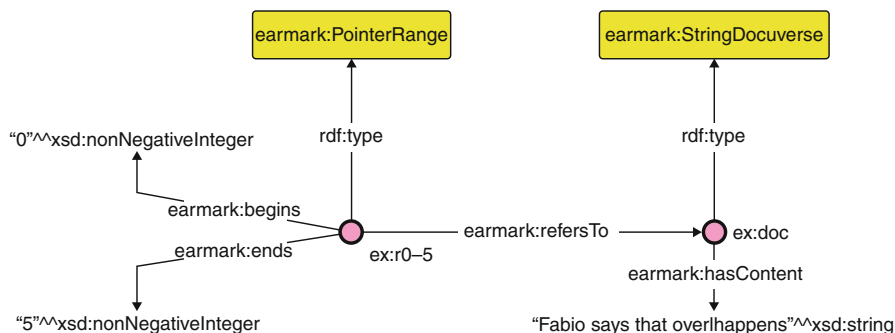 earmark:PointerRange
earmark:StringDocuverse
“0”^^xsd:nonNegativeInteger
rdf:type
rdf:type
earmark:begins
earmark:refersTo
ex:doc
earmark:ends
ex:r0–5
earmark:hasContent
“5”^^xsd:nonNegativeInteger
“Fabio says that overlhappens”^^xsd:string